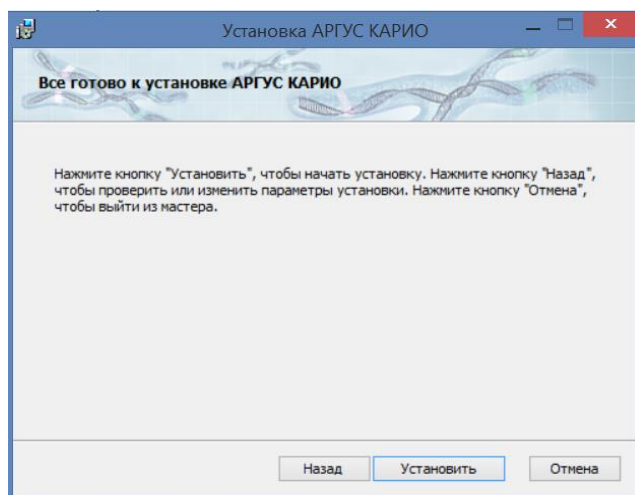 Установка АРГУС КАРИО
Все готово к установке АРГУС КАРИО
Нажмите кнопку "Установить", чтобы начать установку. Нажмите кнопку "Назад",
чтобы проверить или изменить параметры установки. Нажмите кнопку "Отмена",
чтобы выйти из мастера.
Назад
Установить
Отмена